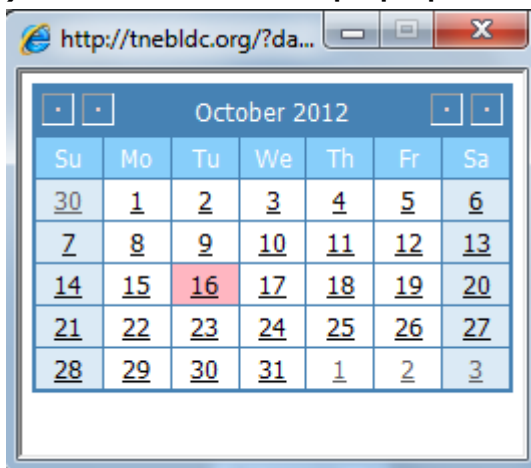 http://tnebldc.org/?da...
October 2012
Su Mo Tu We Th Fr Sa
30 1 2 3 4 5 6
7 8 9 10 11 12 13
14 15 16 17 18 19 20
21 22 23 24 25 26 27
28 29 30 31 1 2 3